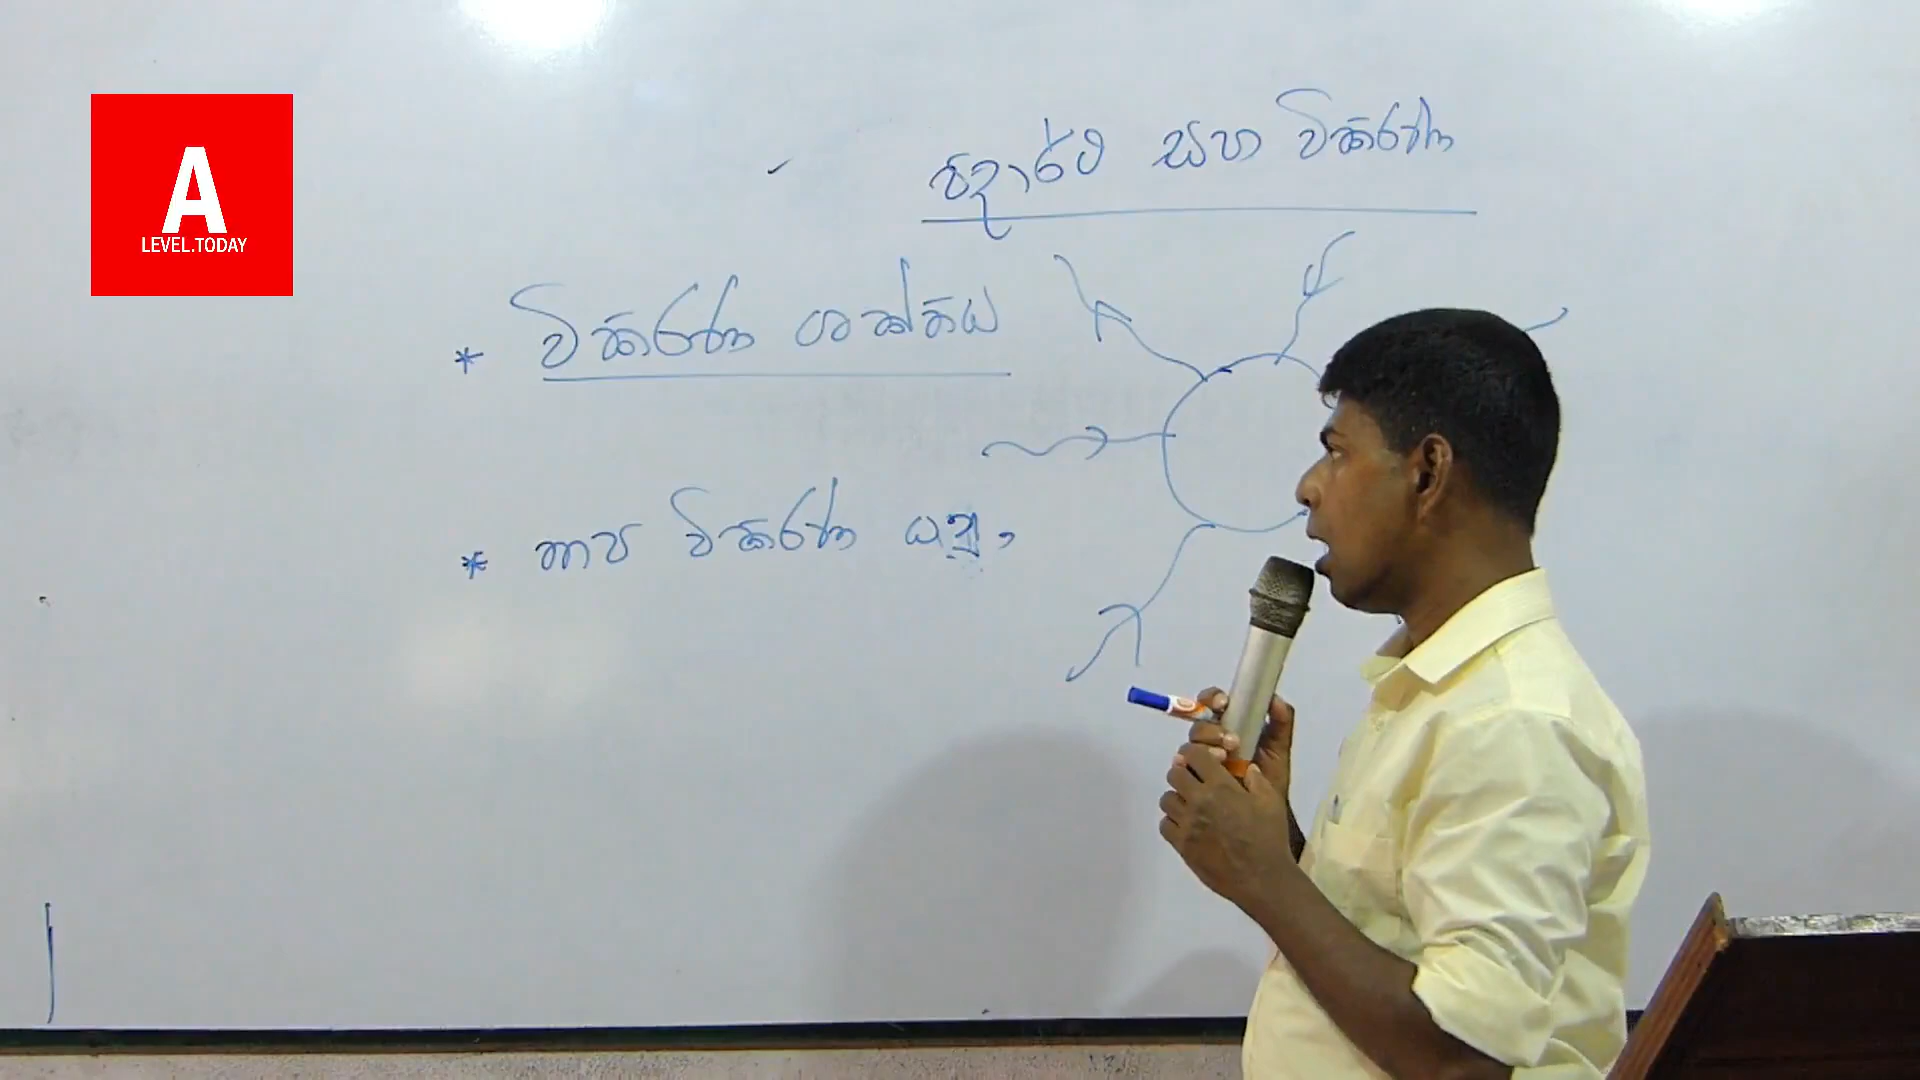 A
LEVEL.TODAY
පදාර්ථ සහ විකිරණ
* විකිරණ ශක්තිය
* තාප විකිරණ යනු,